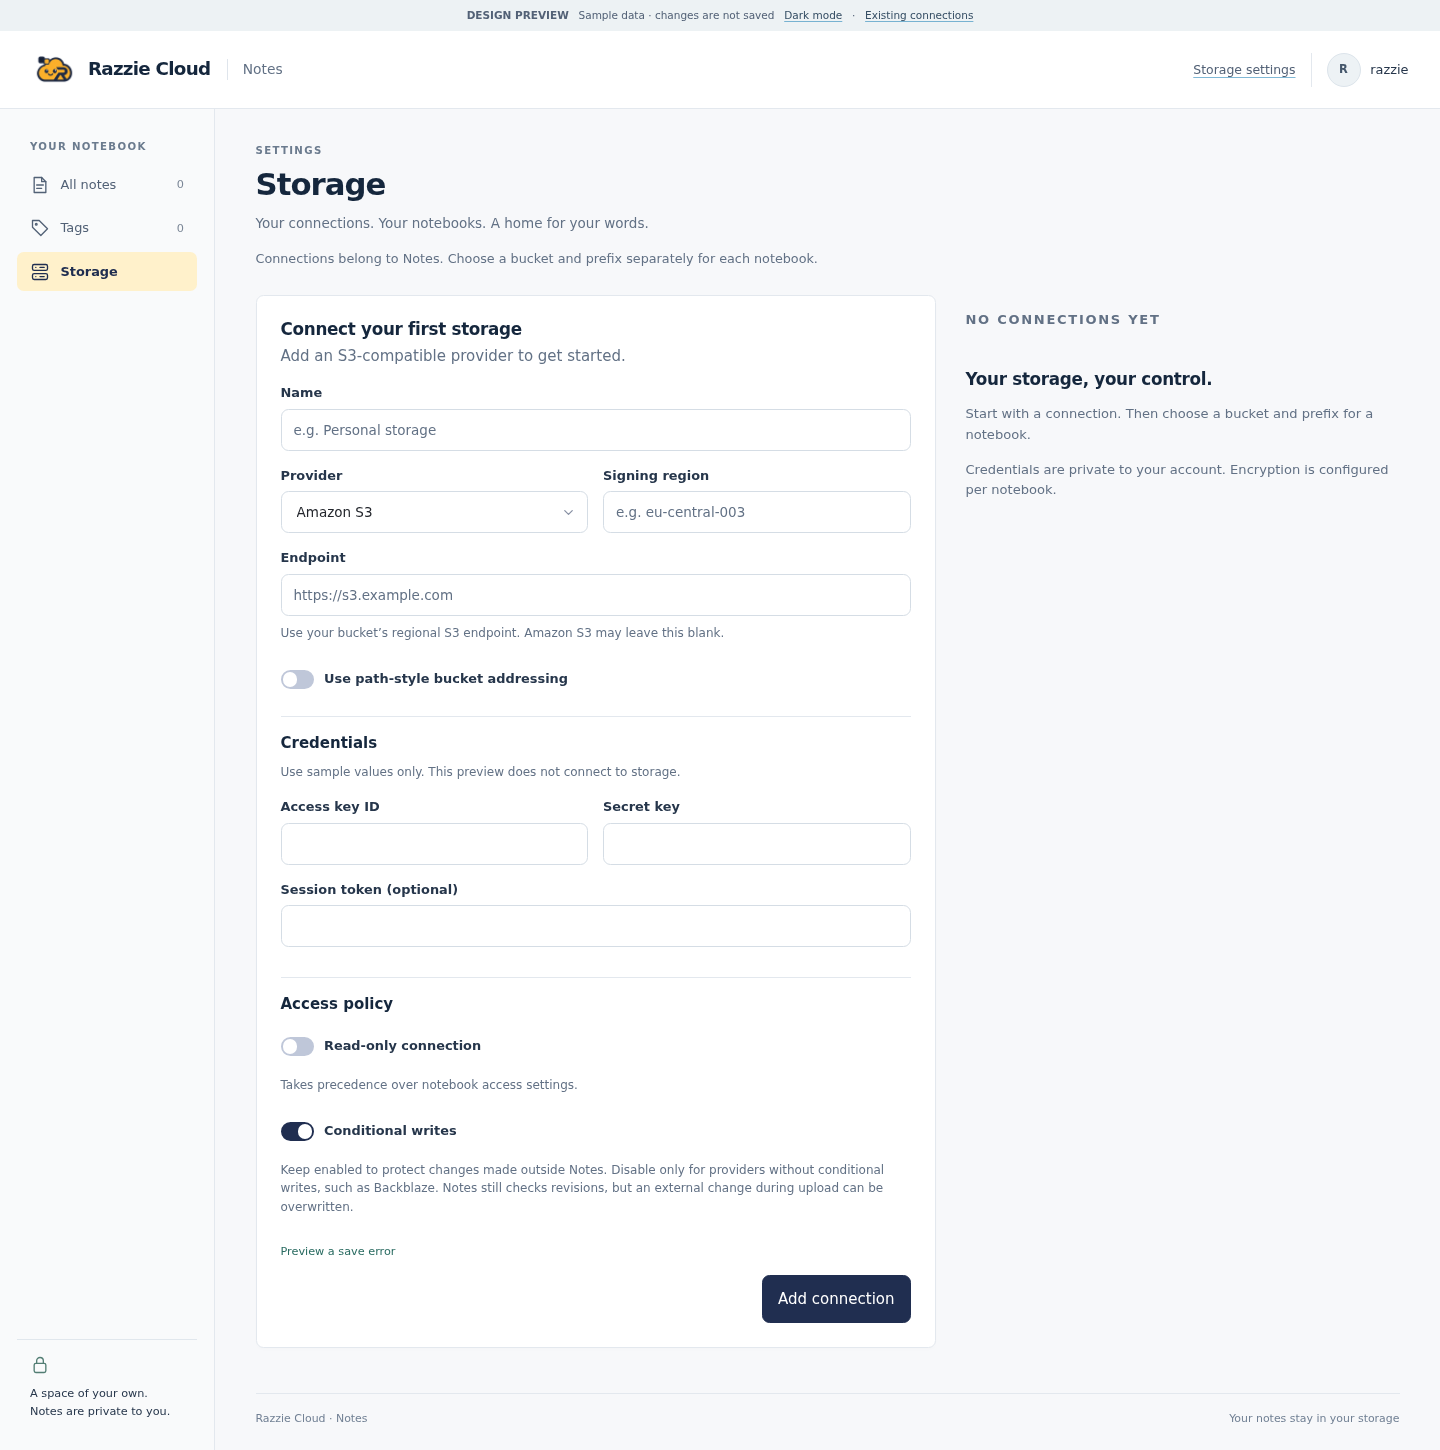 DESIGN PREVIEW Sample data · changes are not saved Dark mode · Existing connections
Razzie Cloud Notes
Storage settings R razzie
YOUR NOTEBOOK
All notes 0
Tags 0
Storage
A space of your own.
Notes are private to you.
SETTINGS
Storage
Your connections. Your notebooks. A home for your words.
Connections belong to Notes. Choose a bucket and prefix separately for each notebook.
Connect your first storage
Add an S3-compatible provider to get started.
Name
e.g. Personal storage
Provider Signing region
Amazon S3 e.g. eu-central-003
Endpoint
https://s3.example.com
Use your bucket’s regional S3 endpoint. Amazon S3 may leave this blank.
Use path-style bucket addressing
Credentials
Use sample values only. This preview does not connect to storage.
Access key ID Secret key
Session token (optional)
Access policy
Read-only connection
Takes precedence over notebook access settings.
Conditional writes
Keep enabled to protect changes made outside Notes. Disable only for providers without conditional
writes, such as Backblaze. Notes still checks revisions, but an external change during upload can be
overwritten.
Preview a save error
Add connection
NO CONNECTIONS YET
Your storage, your control.
Start with a connection. Then choose a bucket and prefix for a
notebook.
Credentials are private to your account. Encryption is configured
per notebook.
Razzie Cloud · Notes Your notes stay in your storage